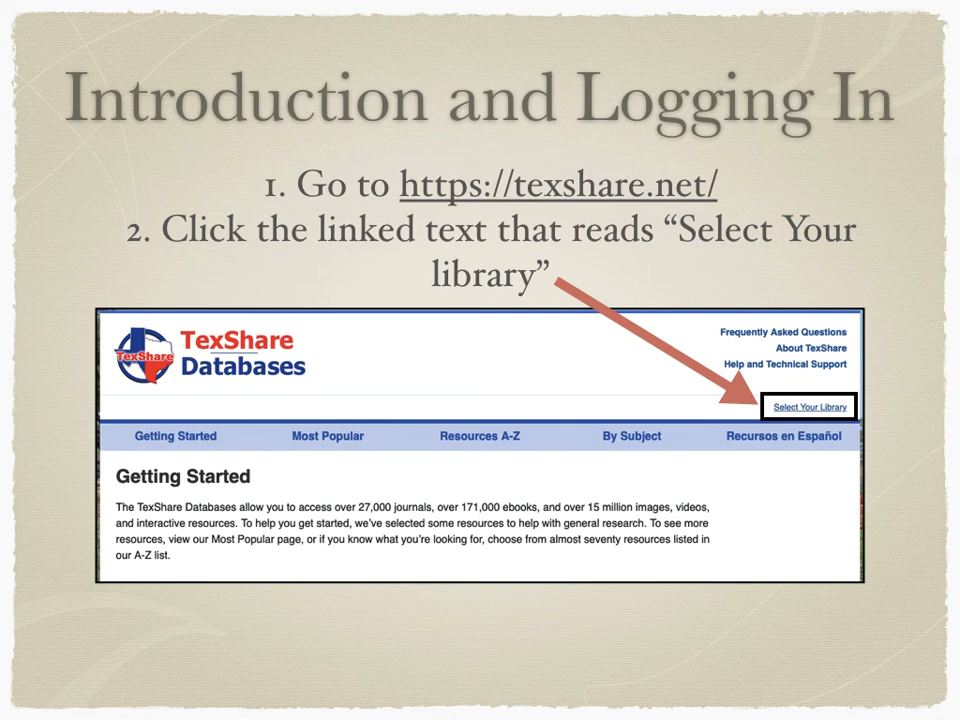 Introduction and Logging In
1. Go to https://texshare.net/
2. Click the linked text that reads “Select Your
library”
TexShare
TexShare
Databases
Frequently Asked Questions
About TexShare
Help and Technical Support
Select Your Library
Getting Started Most Popular Resources A-Z By Subject Recursos en Español
Getting Started
The TexShare Databases allow you to access over 27,000 journals, over 171,000 ebooks, and over 15 million images, videos,
and interactive resources. To help you get started, we’ve selected some resources to help with general research. To see more
resources, view our Most Popular page, or if you know what you’re looking for, choose from almost seventy resources listed in
our A-Z list.